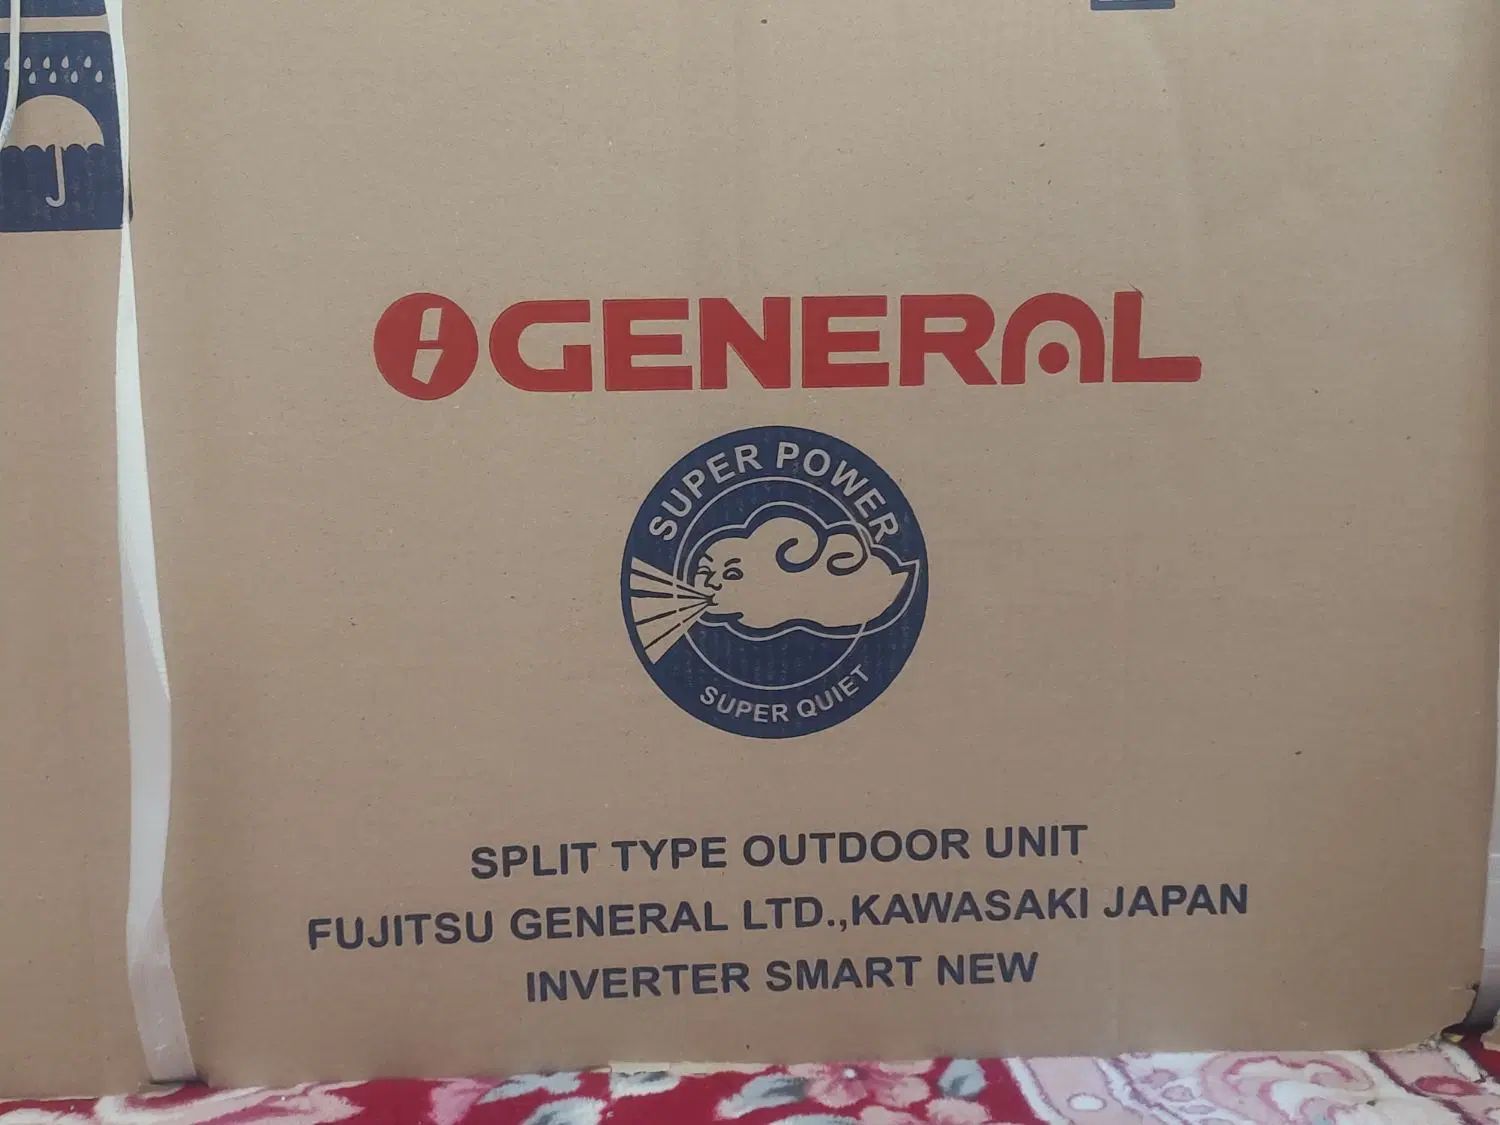 GENERAL
SUPER POWER
SUPER QUIET
SPLIT TYPE OUTDOOR UNIT
FUJITSU GENERAL LTD.,KAWASAKI JAPAN
INVERTER SMART NEW